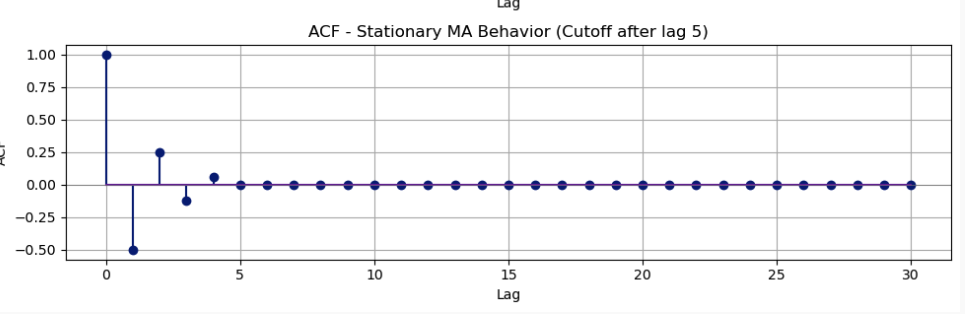 Lag
ACF - Stationary MA Behavior (Cutoff after lag 5)
1.00
0.75
0.50
0.25
0.00
−0.25
−0.50
ACF
0 5 10 15 20 25 30
Lag